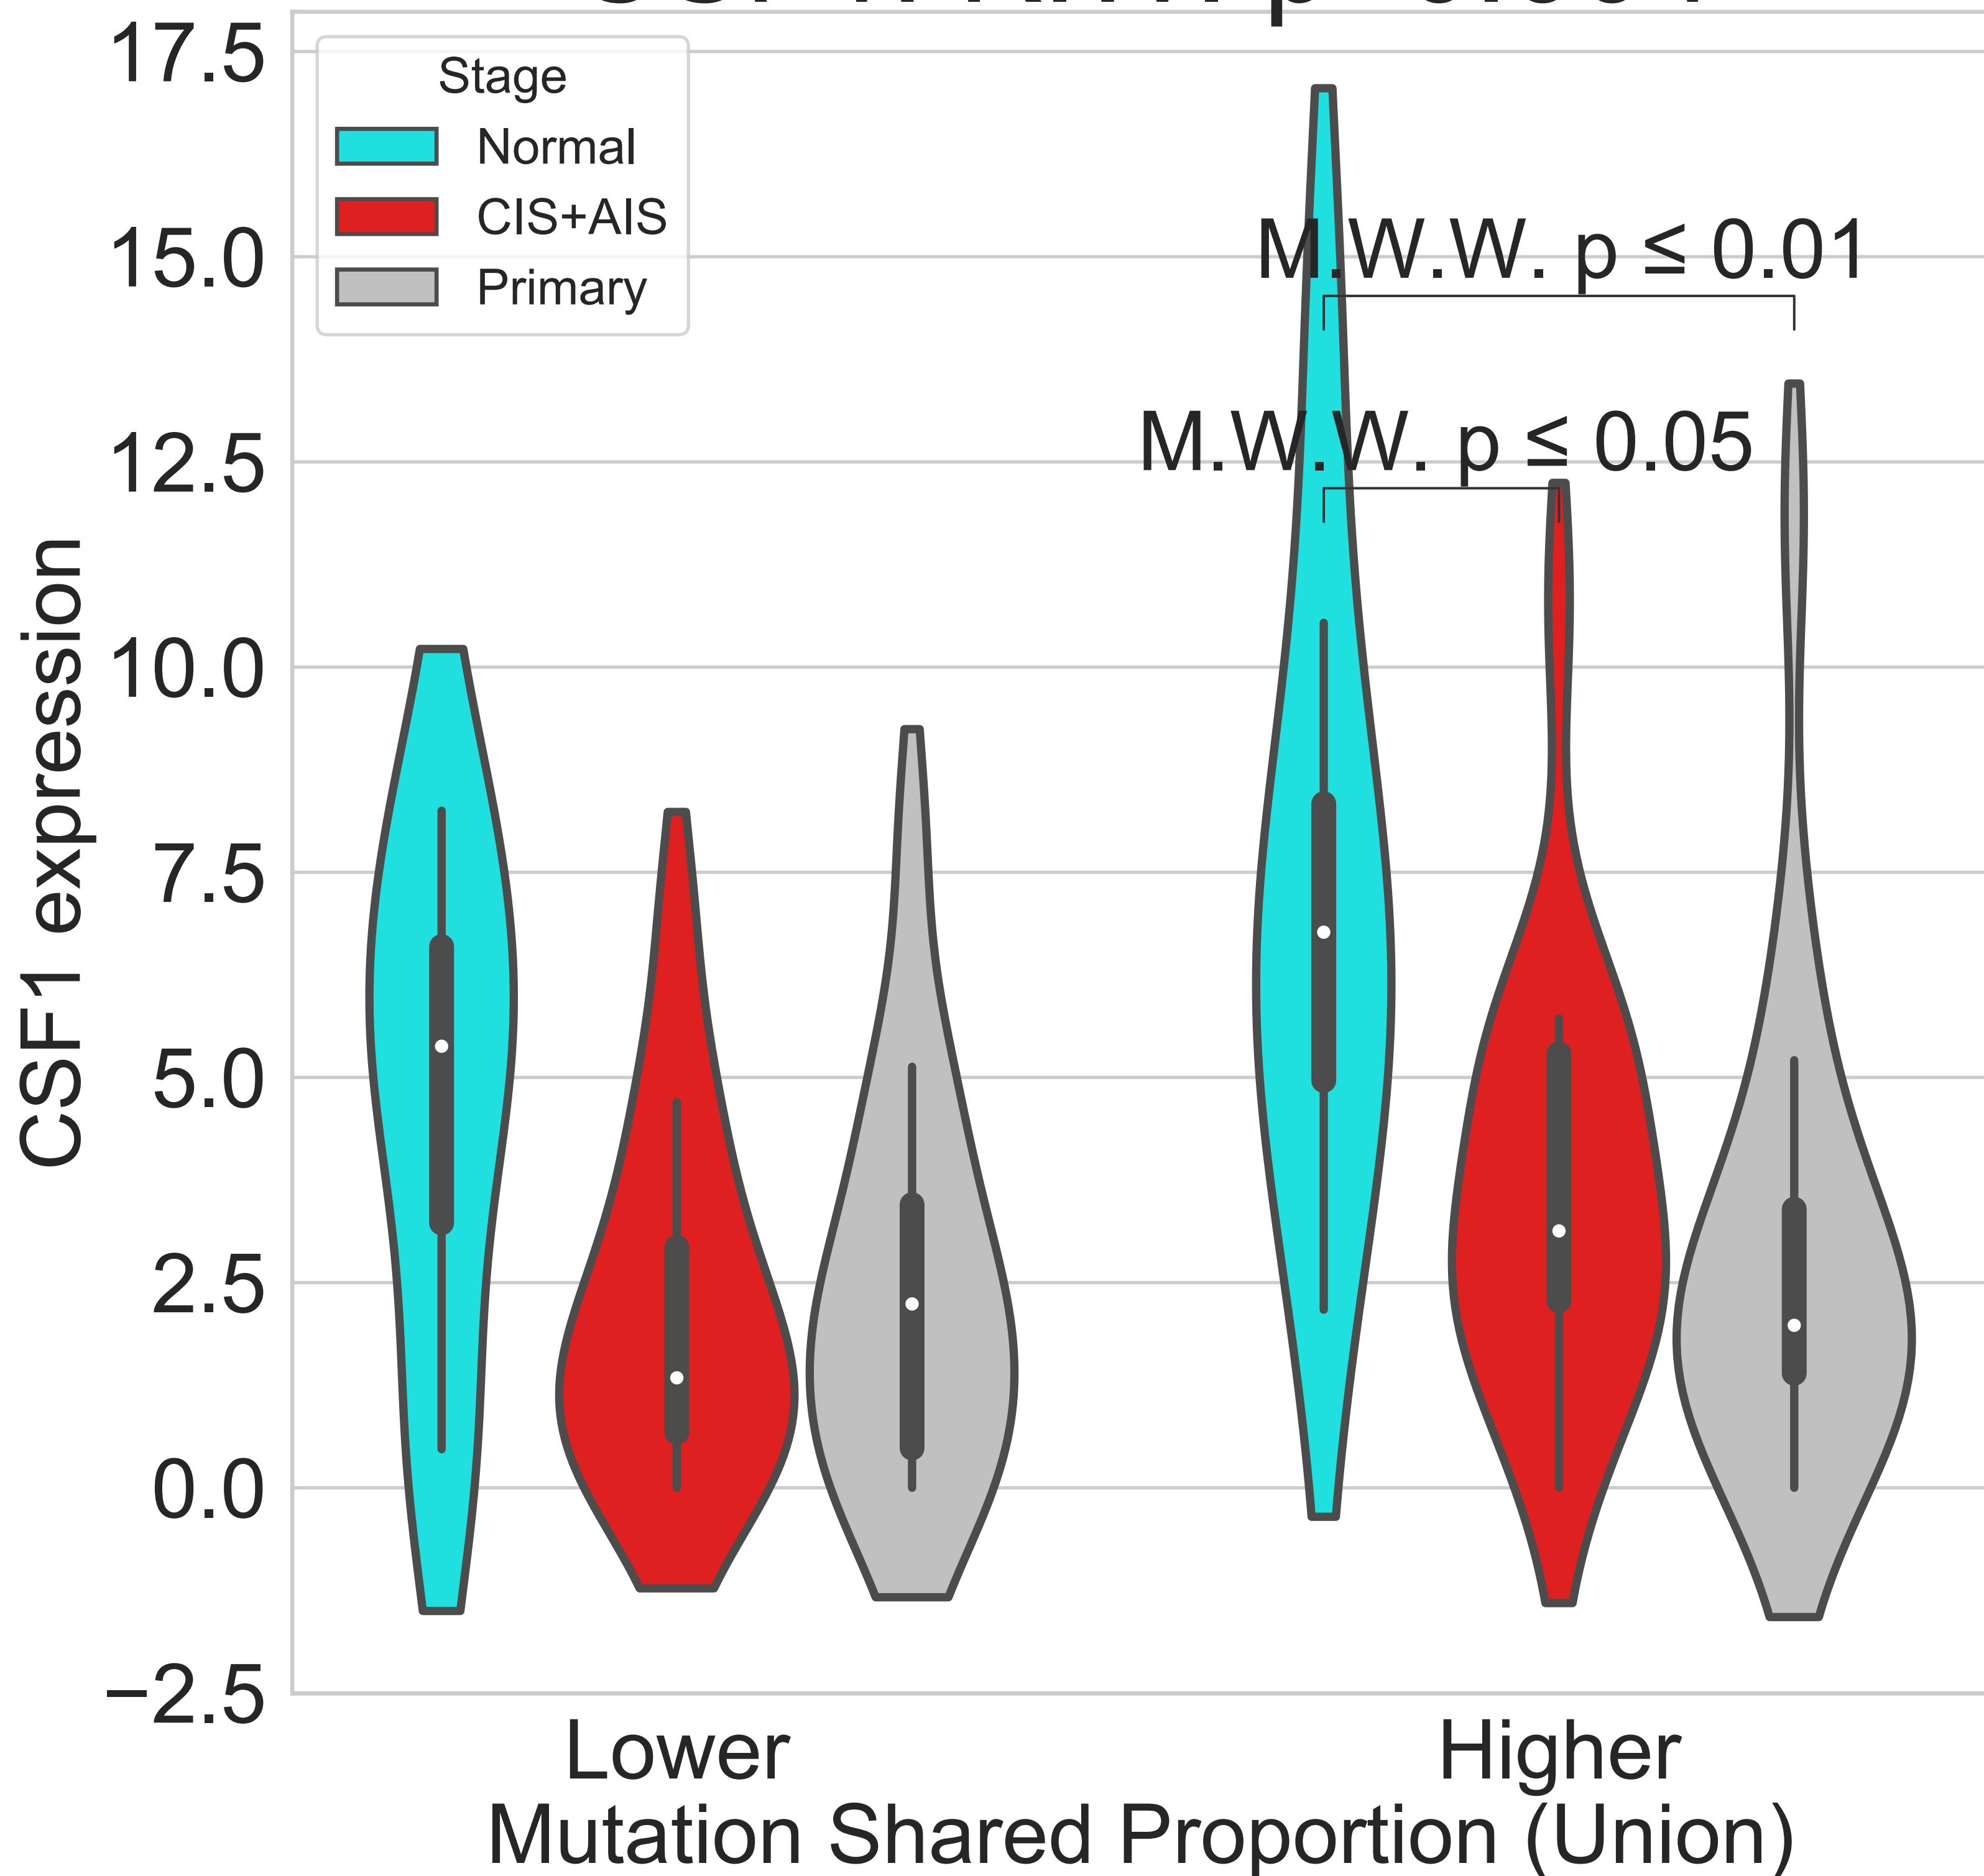 17.5
15.0
12.5
10.0
7.5
5.0
2.5
0.0
−2.5
CSF1 expression
Stage
Normal
CIS+AIS
Primary
M.W.W. p ≤ 0.01
M.W.W. p ≤ 0.05
Lower
Higher
Mutation Shared Proportion (Union)